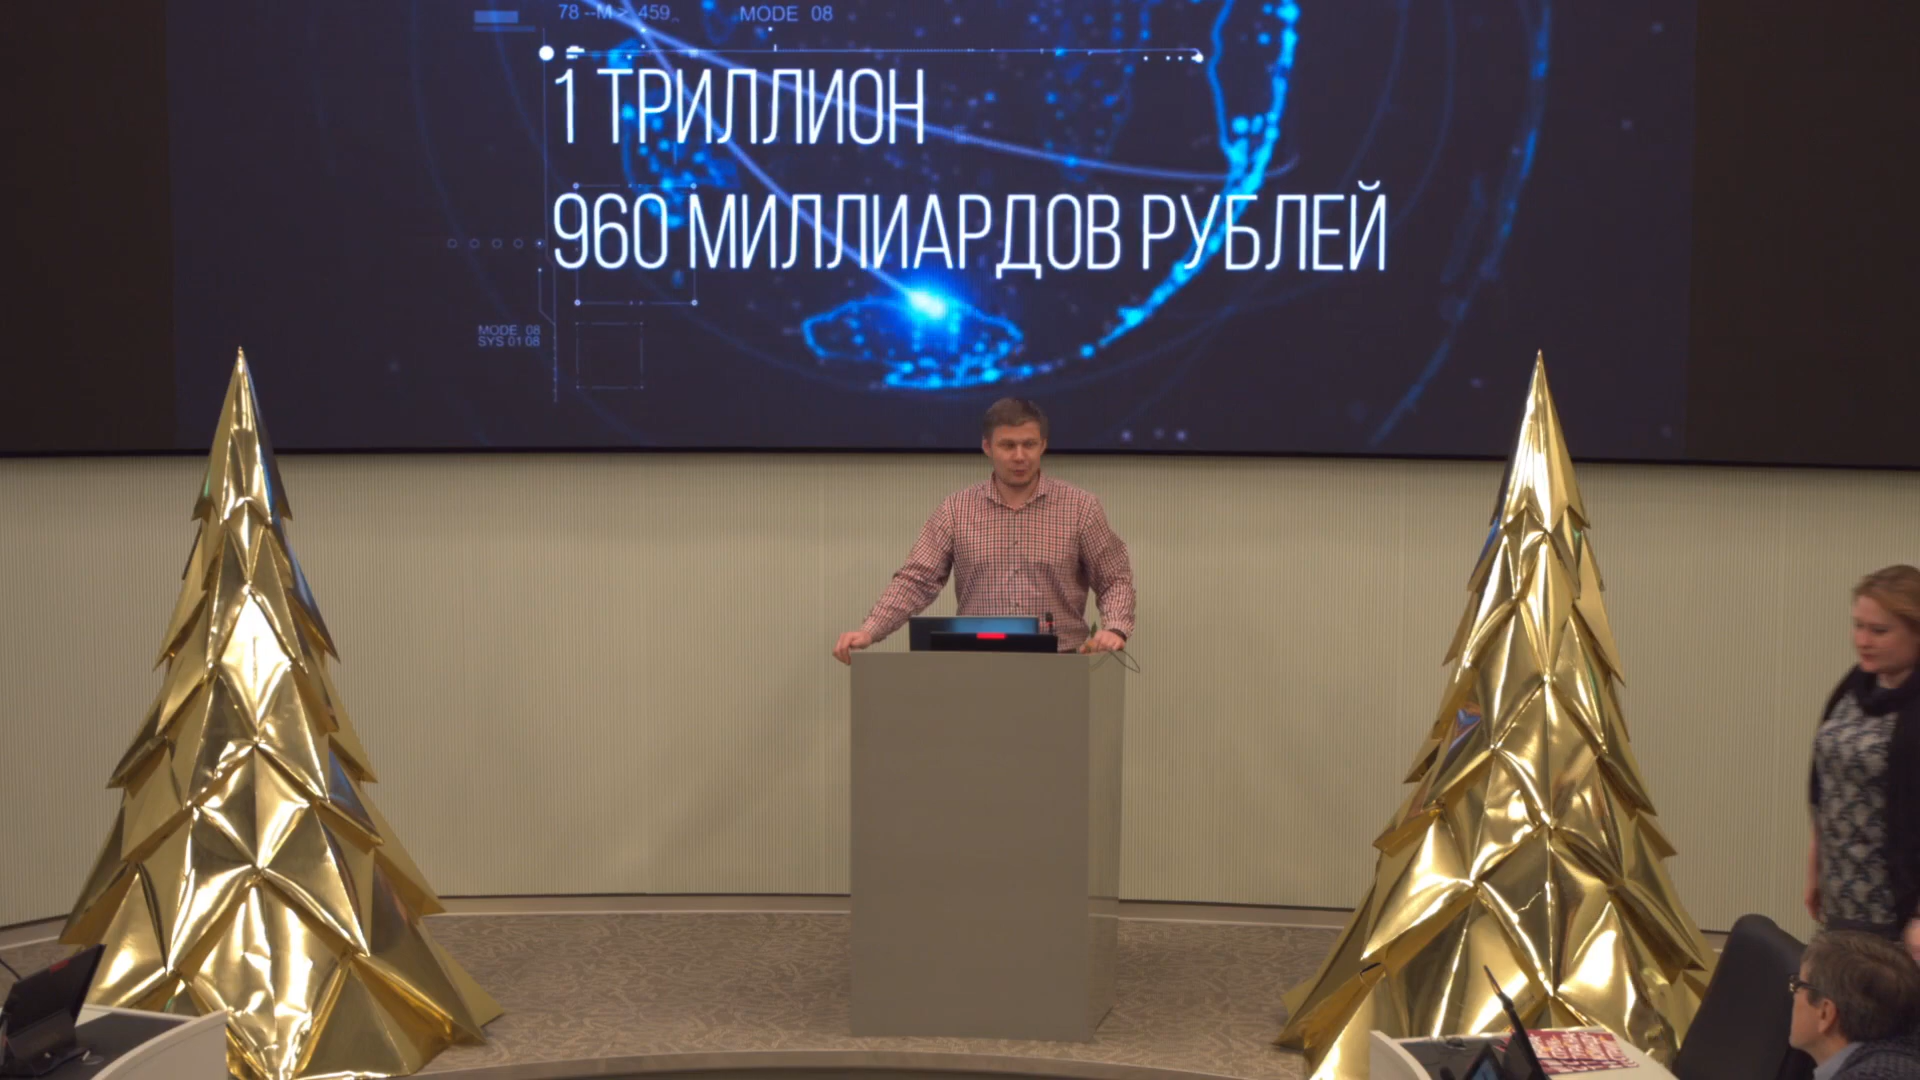 78 --M > 459
MODE 08
1 ТРИЛЛИОН
960 МИЛЛИАРДОВ РУБЛЕЙ
MODE 08
SYS 01 08